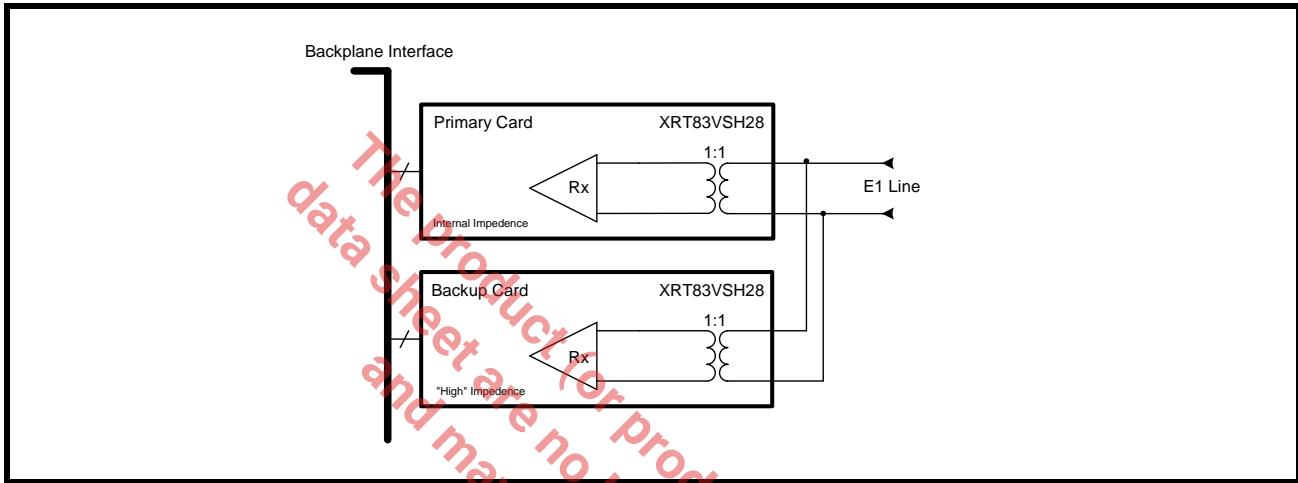 Backplane Interface
Primary Card XRT83VSH28
1:1
Rx
E1 Line
Internal Impedence
Backup Card XRT83VSH28
1:1
Rx
"High" Impedence
The product (or prod
data sheet are no
and ma